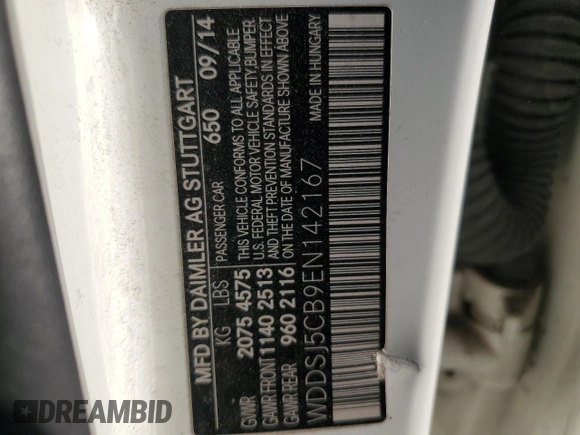 MFD BY DAIMLER AG STUTTGART
KG LBS PASSENGER CAR 650 09/14
GVWR 2075 4575 THIS VEHICLE CONFORMS TO ALL APPLICABLE
GAWR FRONT 1140 2513 U.S. FEDERAL MOTOR VEHICLE SAFETY, BUMPER
AND THEFT PREVENTION STANDARDS IN EFFECT
GAWR REAR 960 2116 ON THE DATE OF MANUFACTURE SHOWN ABOVE
WDDSJ5CB9EN142167 MADE IN HUNGARY
DREAMBID